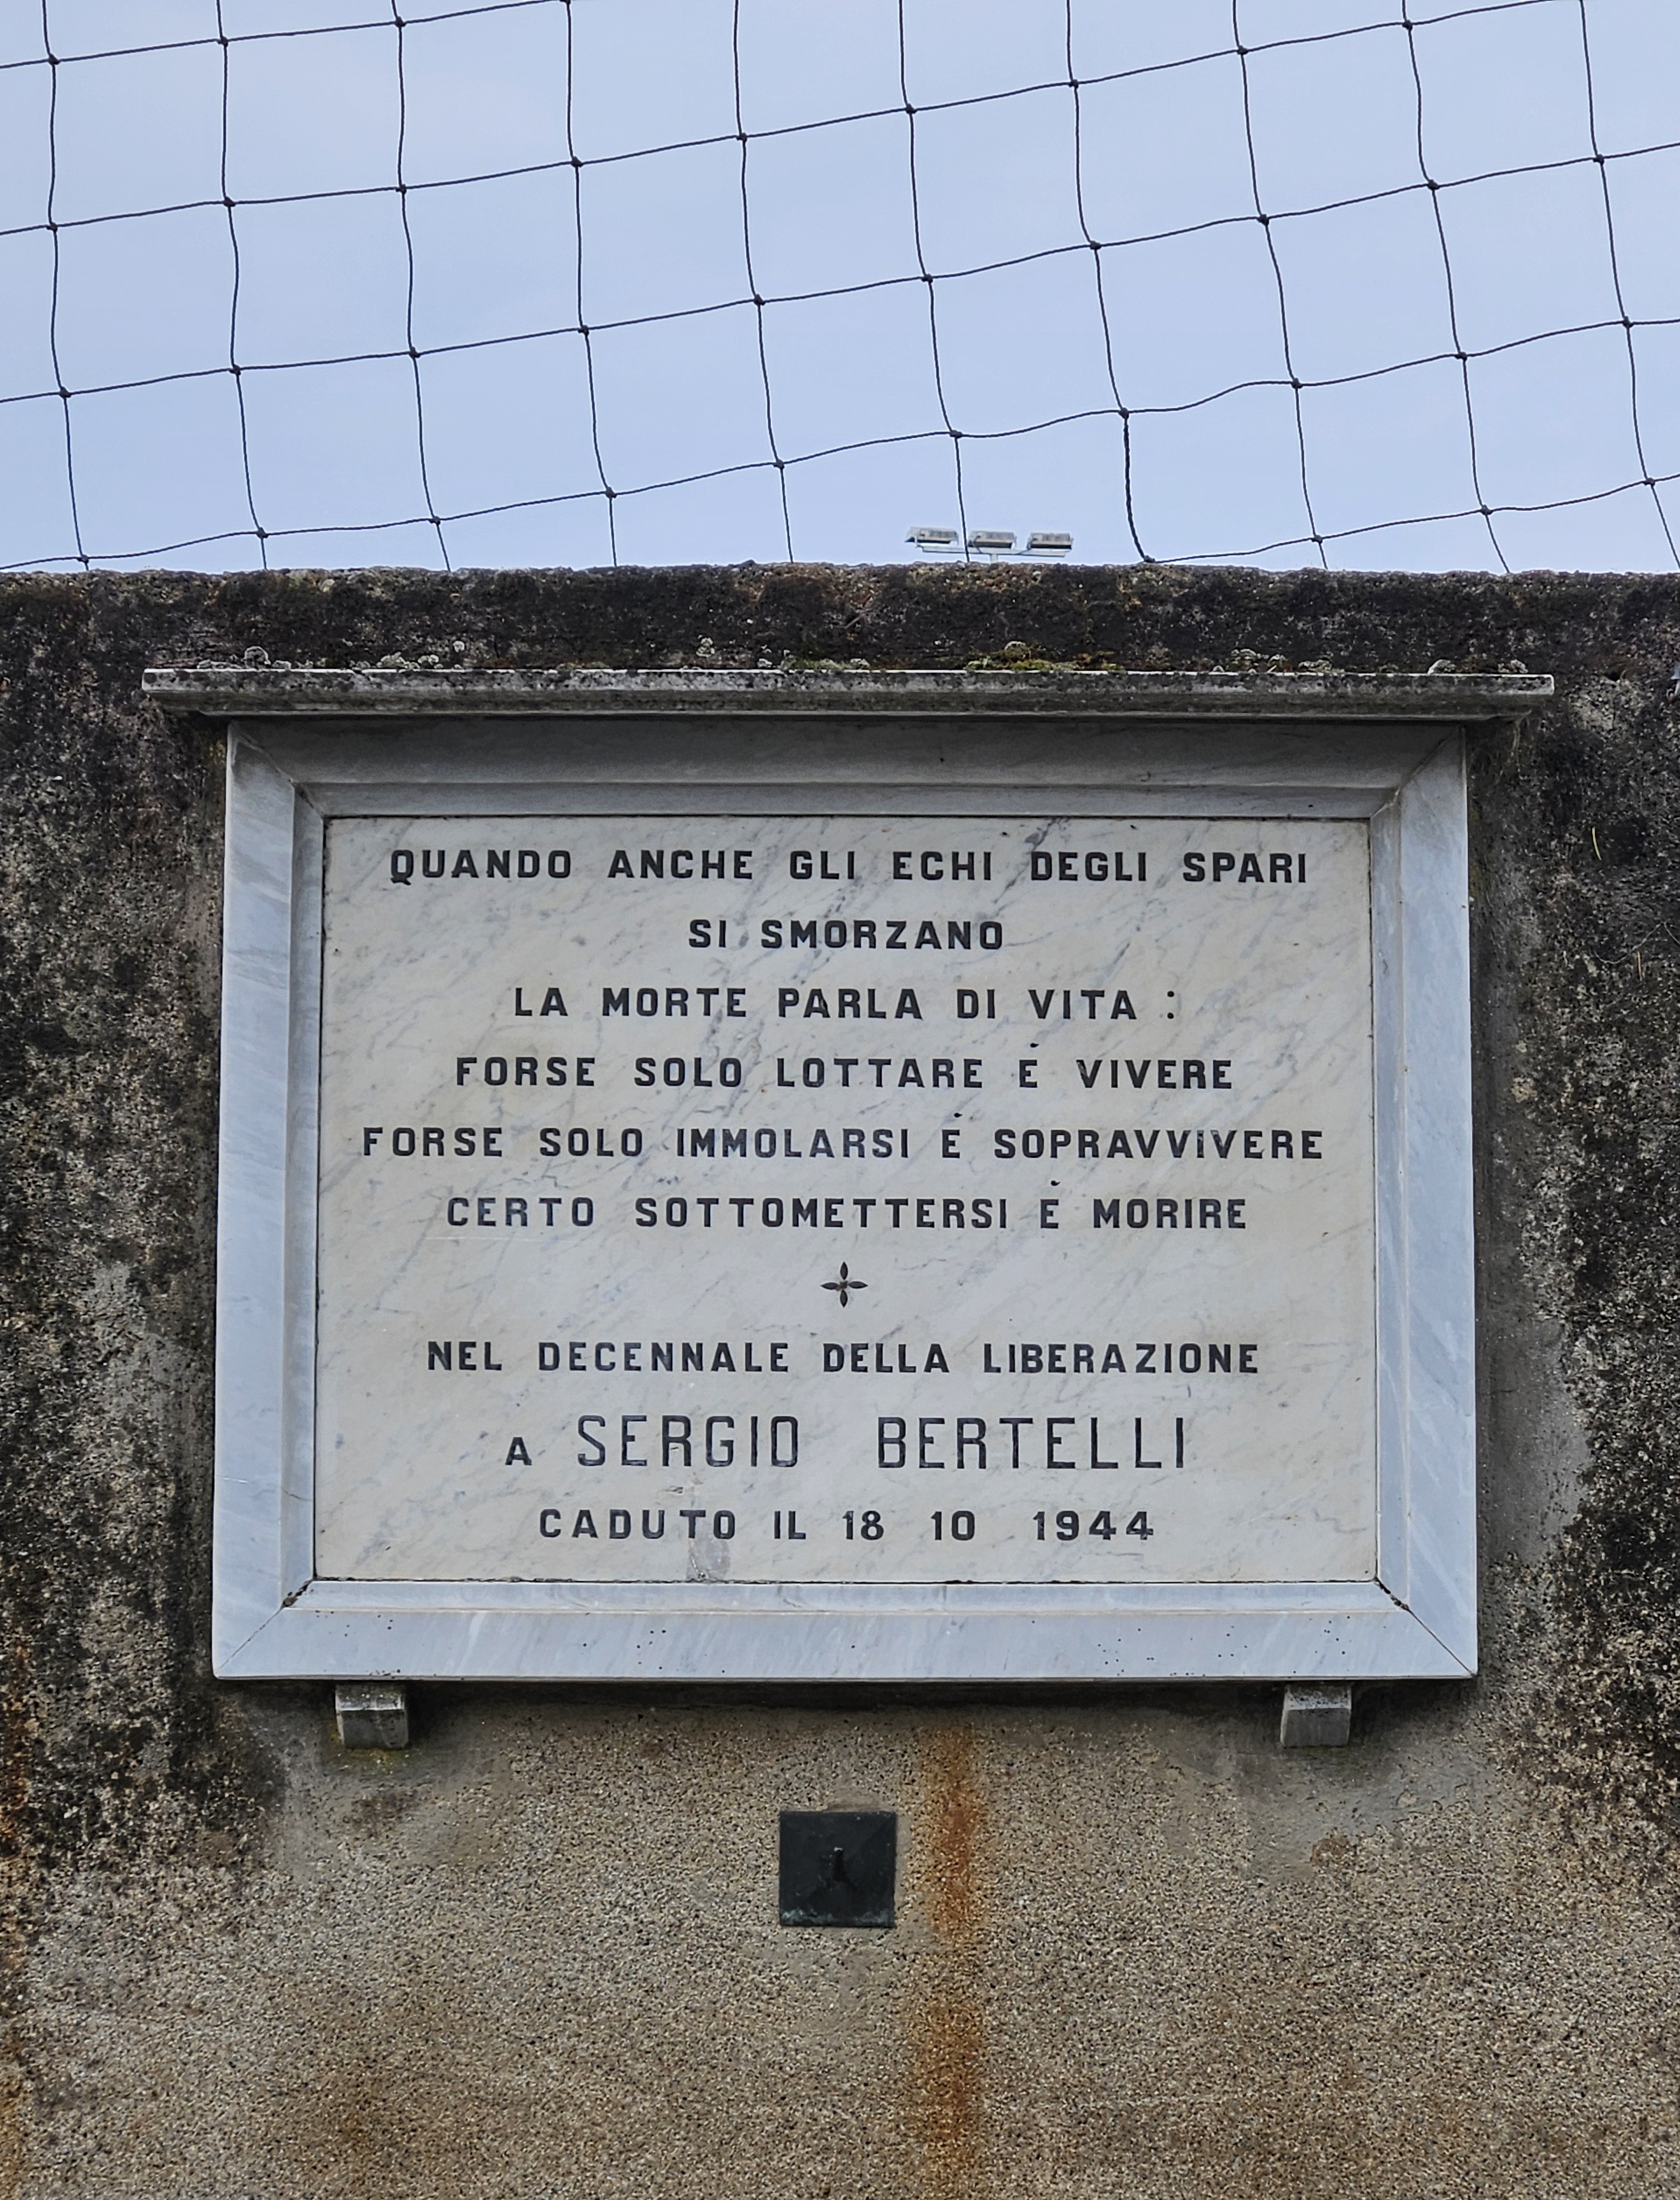 QUANDO ANCHE GLI ECHI DEGLI SPARI
SI SMORZANO
LA MORTE PARLA DI VITA :
FORSE SOLO LOTTARE È VIVERE
FORSE SOLO IMMOLARSI È SOPRAVVIVERE
CERTO SOTTOMETTERSI È MORIRE
NEL DECENNALE DELLA LIBERAZIONE
A SERGIO BERTELLI
CADUTO IL 18 10 1944